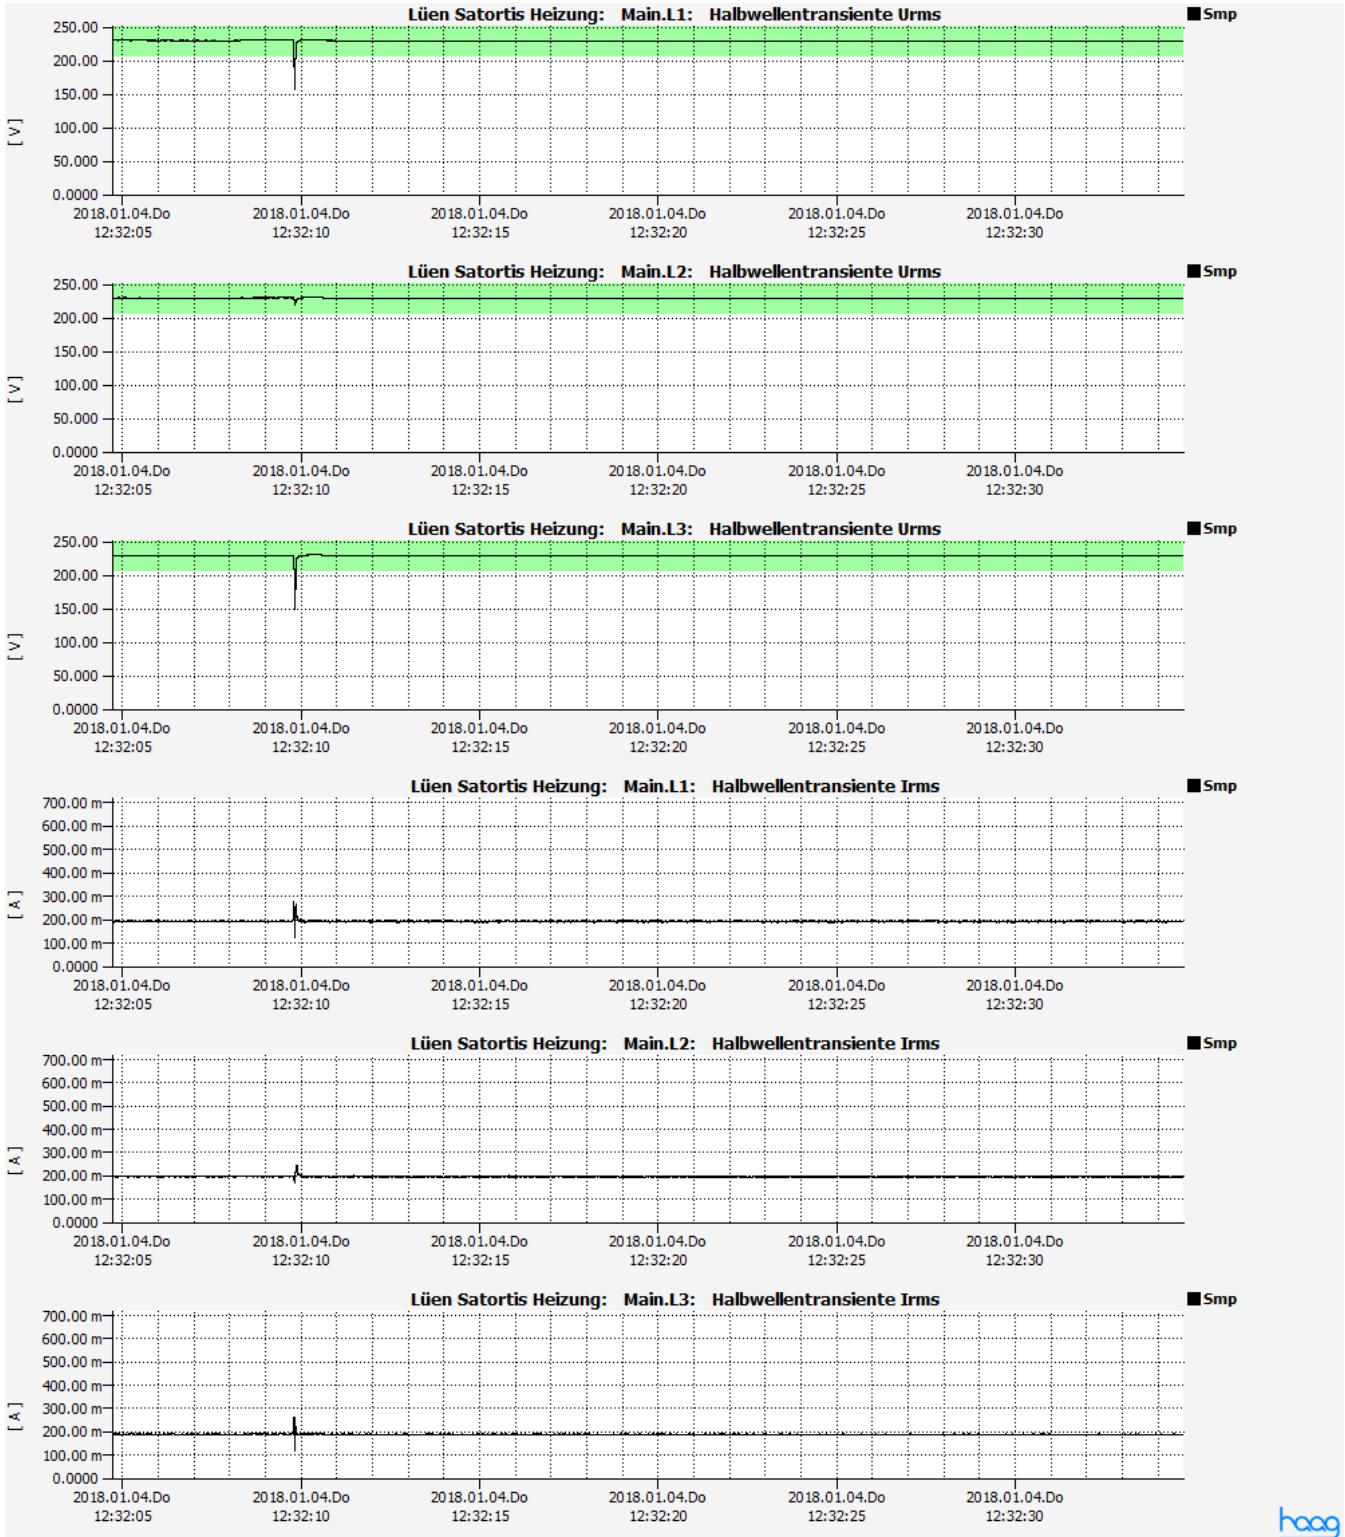 Lüen Satortis Heizung: Main.L1: Halbwellentransiente Urms
Smp
250.00
200.00
150.00
100.00
50.000
0.0000
[ V ]
2018.01.04.Do 2018.01.04.Do 2018.01.04.Do 2018.01.04.Do 2018.01.04.Do 2018.01.04.Do
12:32:05 12:32:10 12:32:15 12:32:20 12:32:25 12:32:30
Lüen Satortis Heizung: Main.L2: Halbwellentransiente Urms
Smp
250.00
200.00
150.00
100.00
50.000
0.0000
[ V ]
2018.01.04.Do 2018.01.04.Do 2018.01.04.Do 2018.01.04.Do 2018.01.04.Do 2018.01.04.Do
12:32:05 12:32:10 12:32:15 12:32:20 12:32:25 12:32:30
Lüen Satortis Heizung: Main.L3: Halbwellentransiente Urms
Smp
250.00
200.00
150.00
100.00
50.000
0.0000
[ V ]
2018.01.04.Do 2018.01.04.Do 2018.01.04.Do 2018.01.04.Do 2018.01.04.Do 2018.01.04.Do
12:32:05 12:32:10 12:32:15 12:32:20 12:32:25 12:32:30
Lüen Satortis Heizung: Main.L1: Halbwellentransiente Irms
Smp
700.00 m
600.00 m
500.00 m
400.00 m
300.00 m
200.00 m
100.00 m
0.0000
[ A ]
2018.01.04.Do 2018.01.04.Do 2018.01.04.Do 2018.01.04.Do 2018.01.04.Do 2018.01.04.Do
12:32:05 12:32:10 12:32:15 12:32:20 12:32:25 12:32:30
Lüen Satortis Heizung: Main.L2: Halbwellentransiente Irms
Smp
700.00 m
600.00 m
500.00 m
400.00 m
300.00 m
200.00 m
100.00 m
0.0000
[ A ]
2018.01.04.Do 2018.01.04.Do 2018.01.04.Do 2018.01.04.Do 2018.01.04.Do 2018.01.04.Do
12:32:05 12:32:10 12:32:15 12:32:20 12:32:25 12:32:30
Lüen Satortis Heizung: Main.L3: Halbwellentransiente Irms
Smp
700.00 m
600.00 m
500.00 m
400.00 m
300.00 m
200.00 m
100.00 m
0.0000
[ A ]
2018.01.04.Do 2018.01.04.Do 2018.01.04.Do 2018.01.04.Do 2018.01.04.Do 2018.01.04.Do
12:32:05 12:32:10 12:32:15 12:32:20 12:32:25 12:32:30
haag